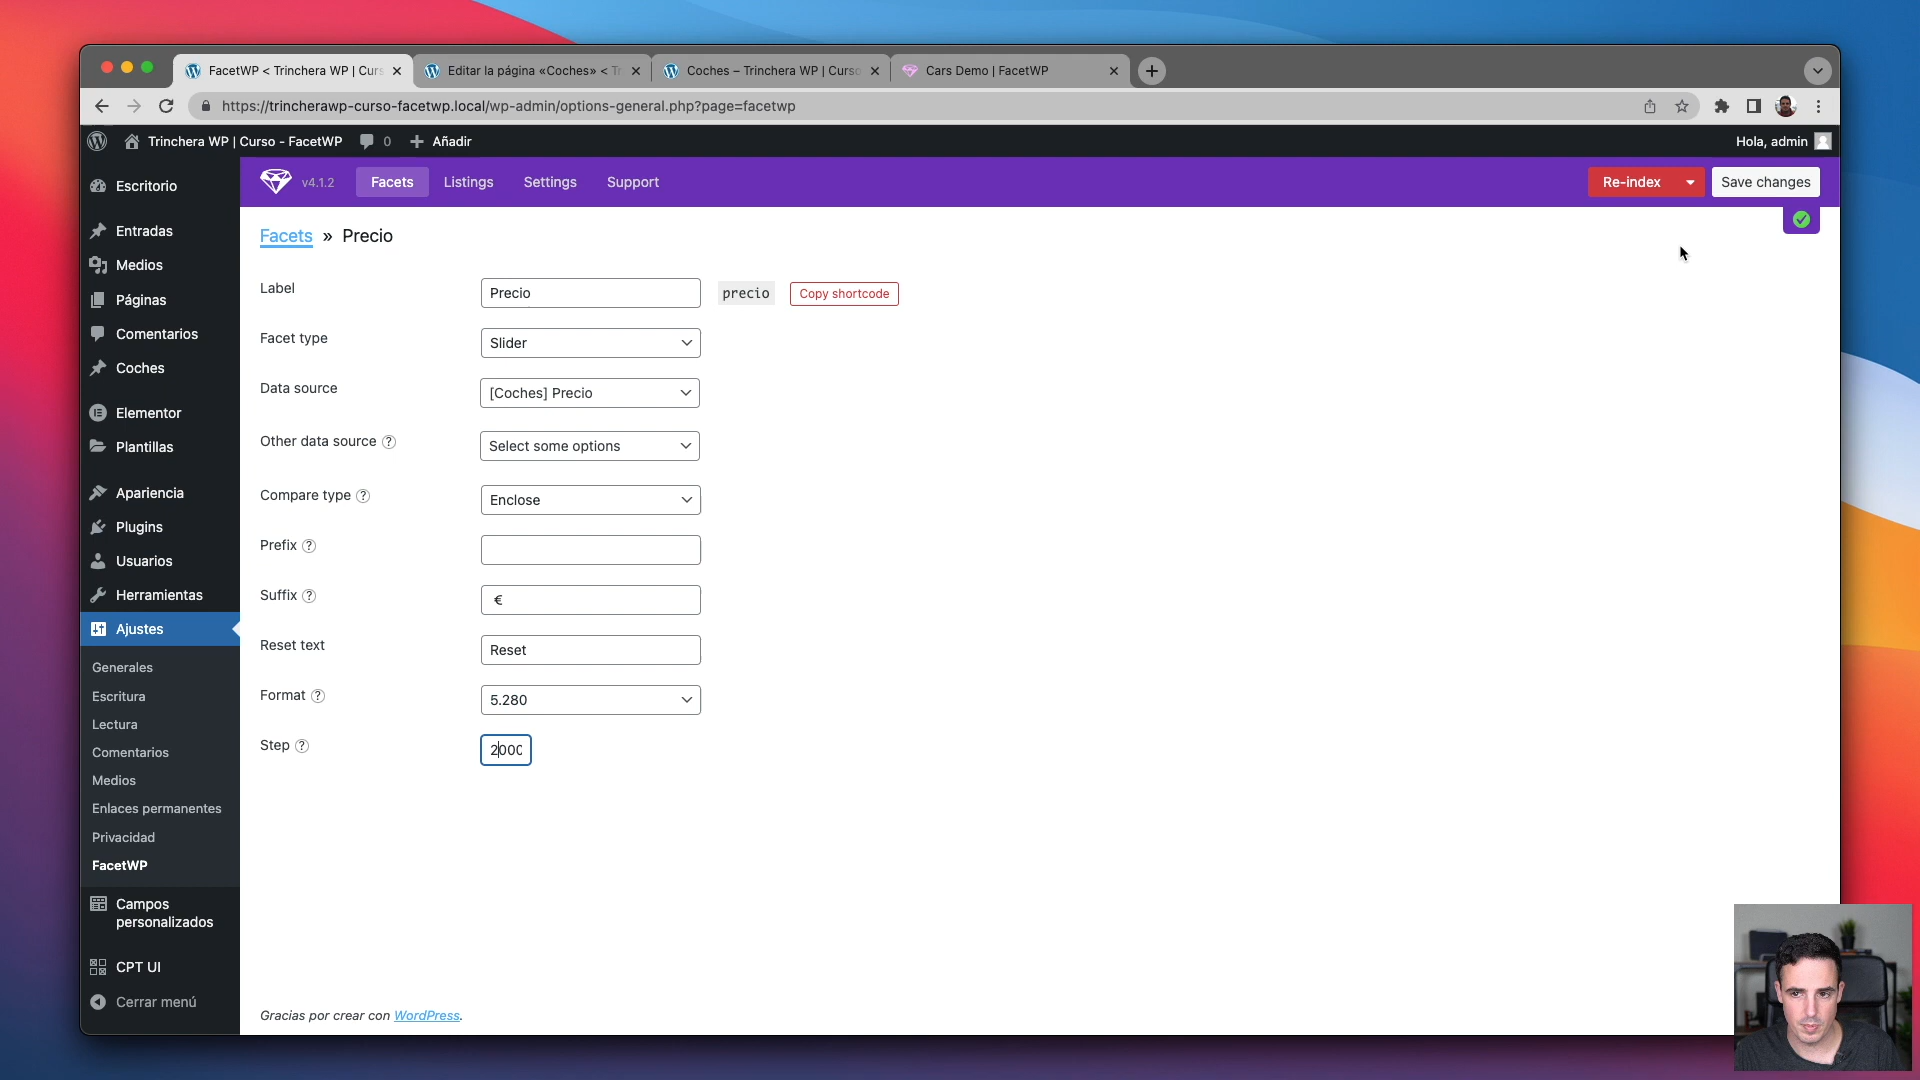 FacetWP < Trinchera WP | Curs
Editar la página «Coches» < Tr
Coches – Trinchera WP | Curso
Cars Demo | FacetWP
https://trincherawp-curso-facetwp.local/wp-admin/options-general.php?page=facetwp
Trinchera WP | Curso - FacetWP
0
Añadir
Hola, admin
v4.1.2
Facets
Listings
Settings
Support
Re-index
Save changes
Escritorio
Entradas
Medios
Páginas
Comentarios
Coches
Elementor
Plantillas
Apariencia
Plugins
Usuarios
Herramientas
Ajustes
Generales
Escritura
Lectura
Comentarios
Medios
Enlaces permanentes
Privacidad
FacetWP
Campos
personalizados
CPT UI
Cerrar menú
Facets » Precio
Label
Precio
precio
Copy shortcode
Facet type
Slider
Data source
[Coches] Precio
Other data source ?
Select some options
Compare type ?
Enclose
Prefix ?
Suffix ?
€
Reset text
Reset
Format ?
5.280
Step ?
2000
Gracias por crear con WordPress.